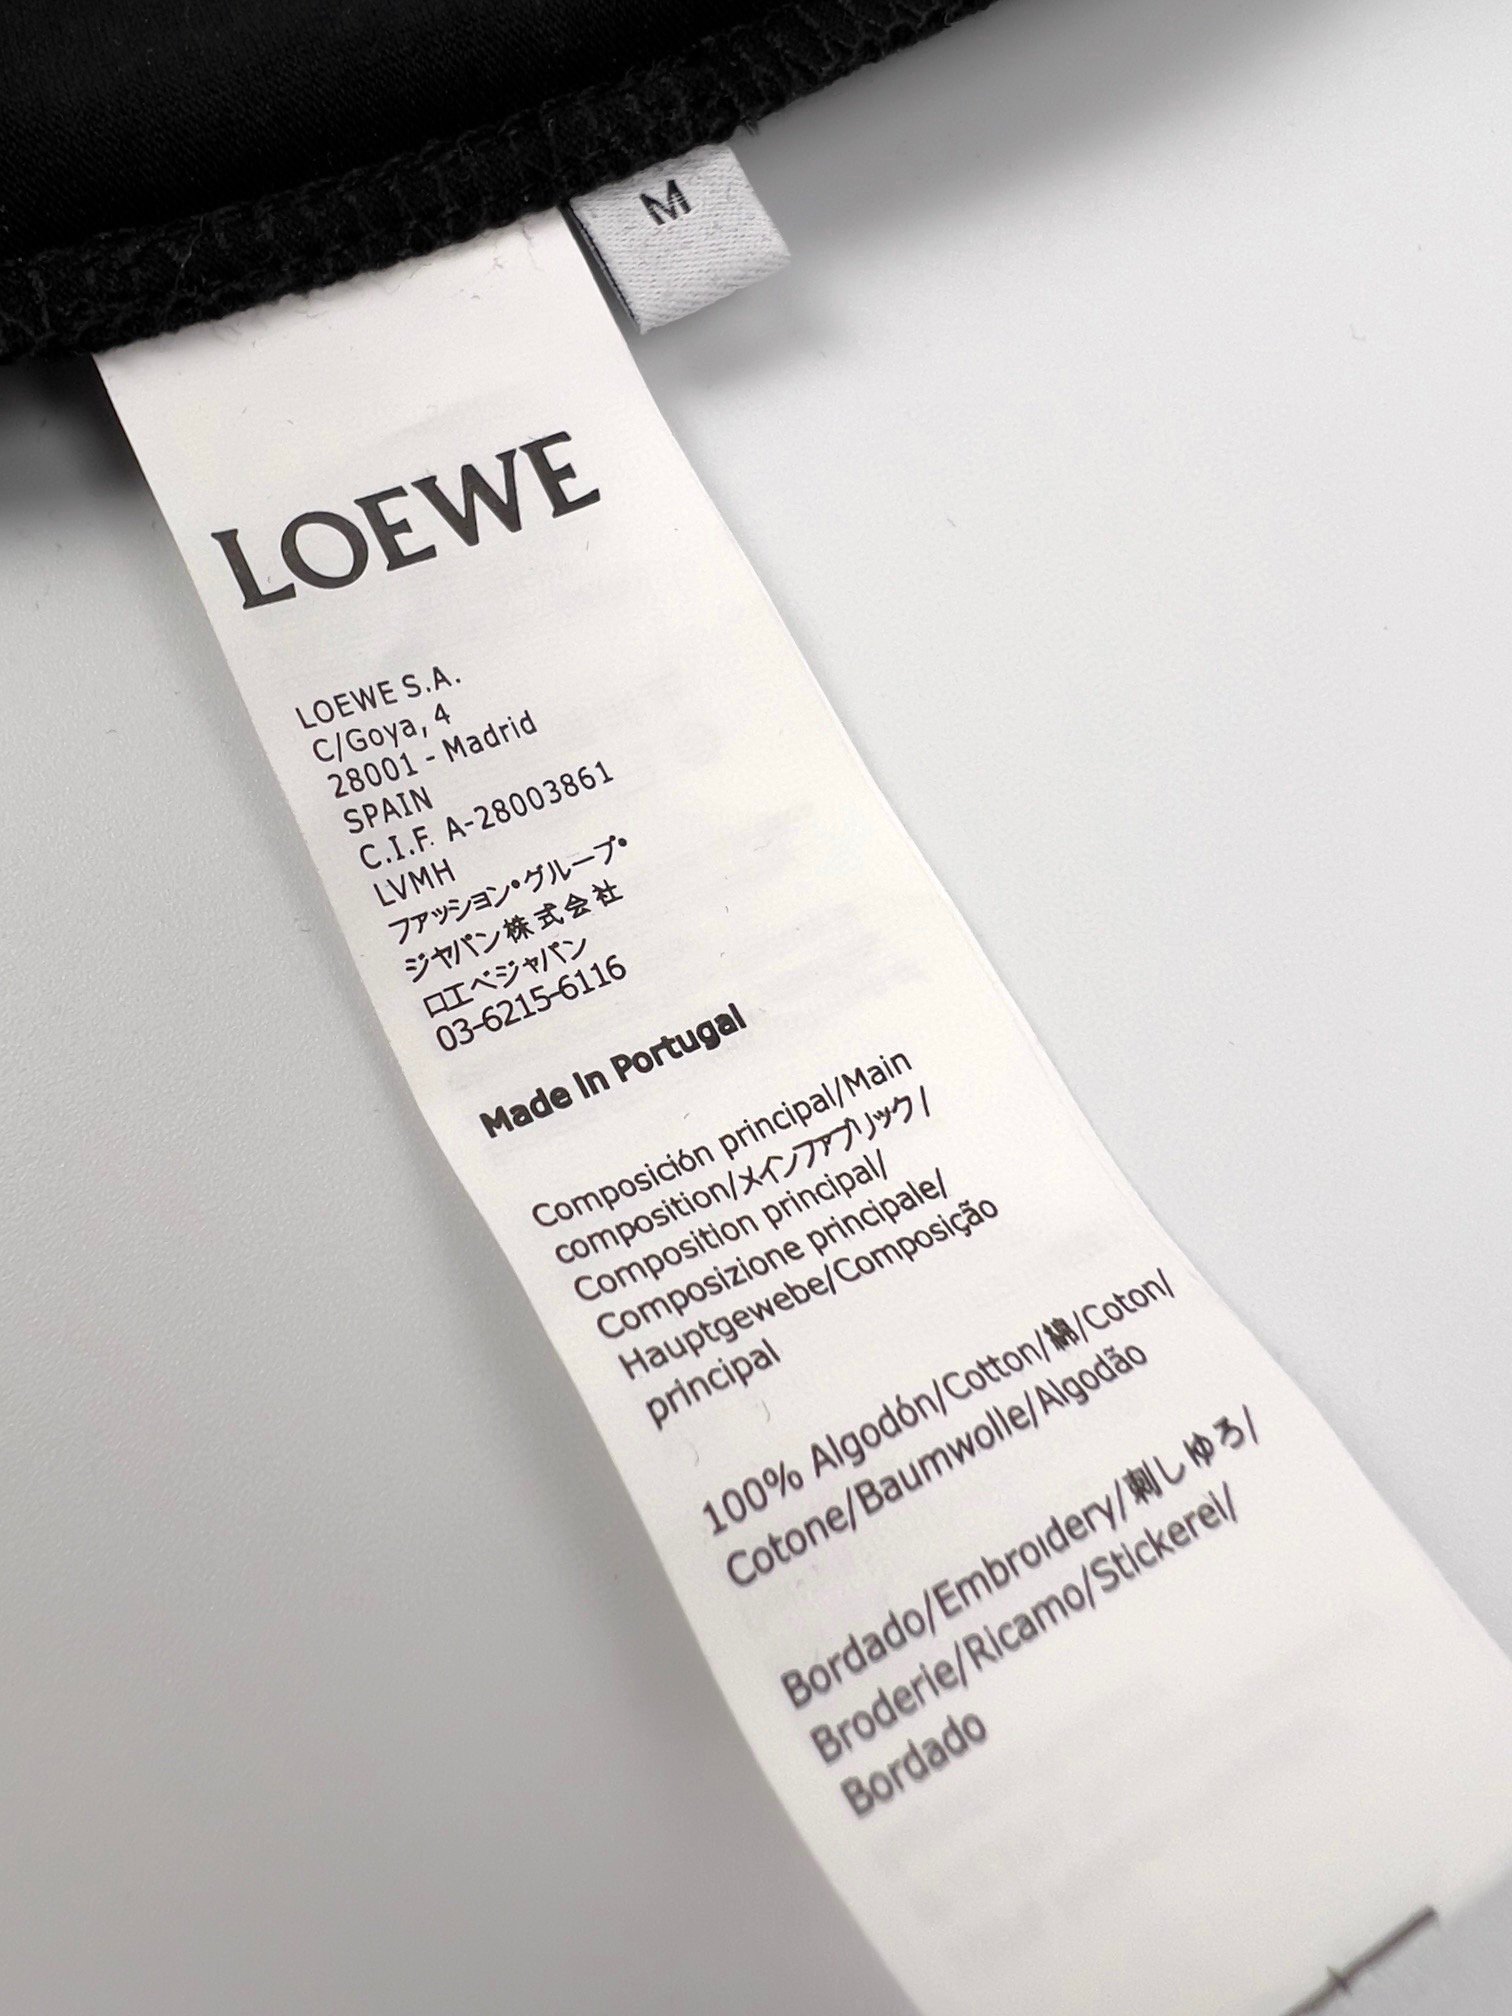 M
LOEWE
LOEWE S.A.
C/Goya, 4
28001 - Madrid
SPAIN
C.I.F. A-28003861
LVMH
ファッション・グループ・
ジャパン株式会社
ロエベジャパン
03-6215-6116
Made In Portugal
Composición principal/Main
composition/メインファブリック/
Composition principal/
Composizione principale/
Hauptgewebe/Composição
principal
100% Algodón/Cotton/綿/Coton/
Cotone/Baumwolle/Algodão
Bordado/Embroidery/刺しゆろ/
Broderie/Ricamo/Stickerei/
Bordado